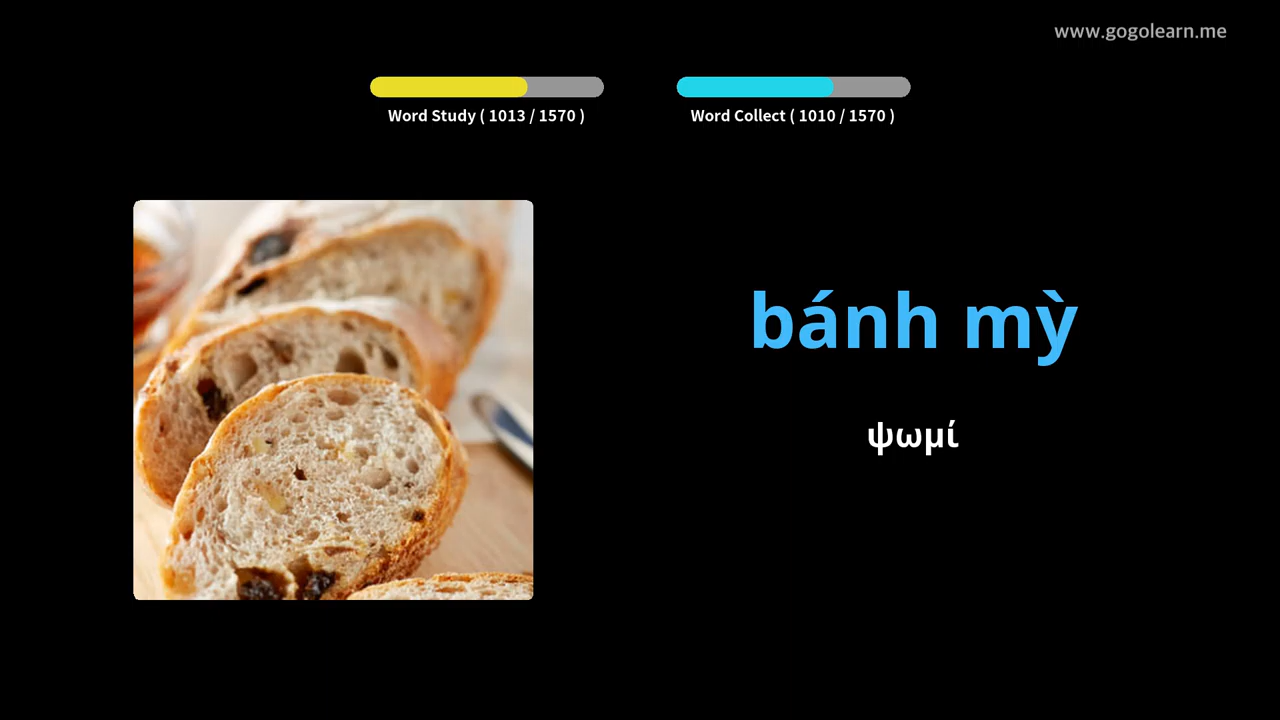 www.gogolearn.me
Word Study ( 1013 / 1570 )
Word Collect ( 1010 / 1570 )
bánh mỳ
ψωμί